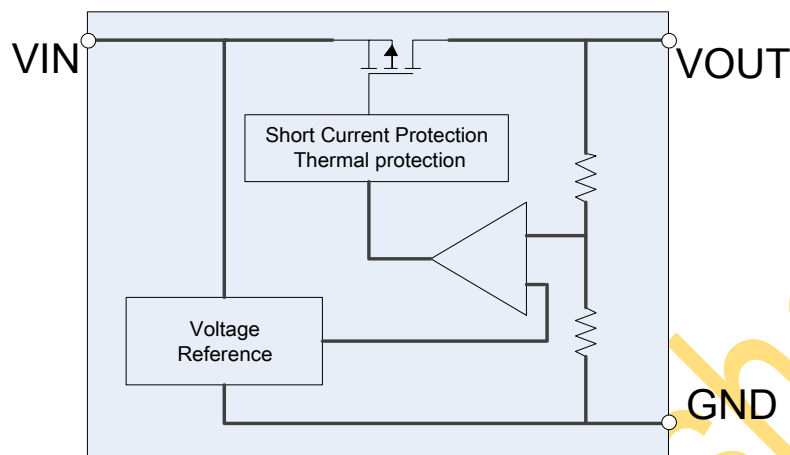 VIN
VOUT
Short Current Protection
Thermal protection
Voltage
Reference
GND